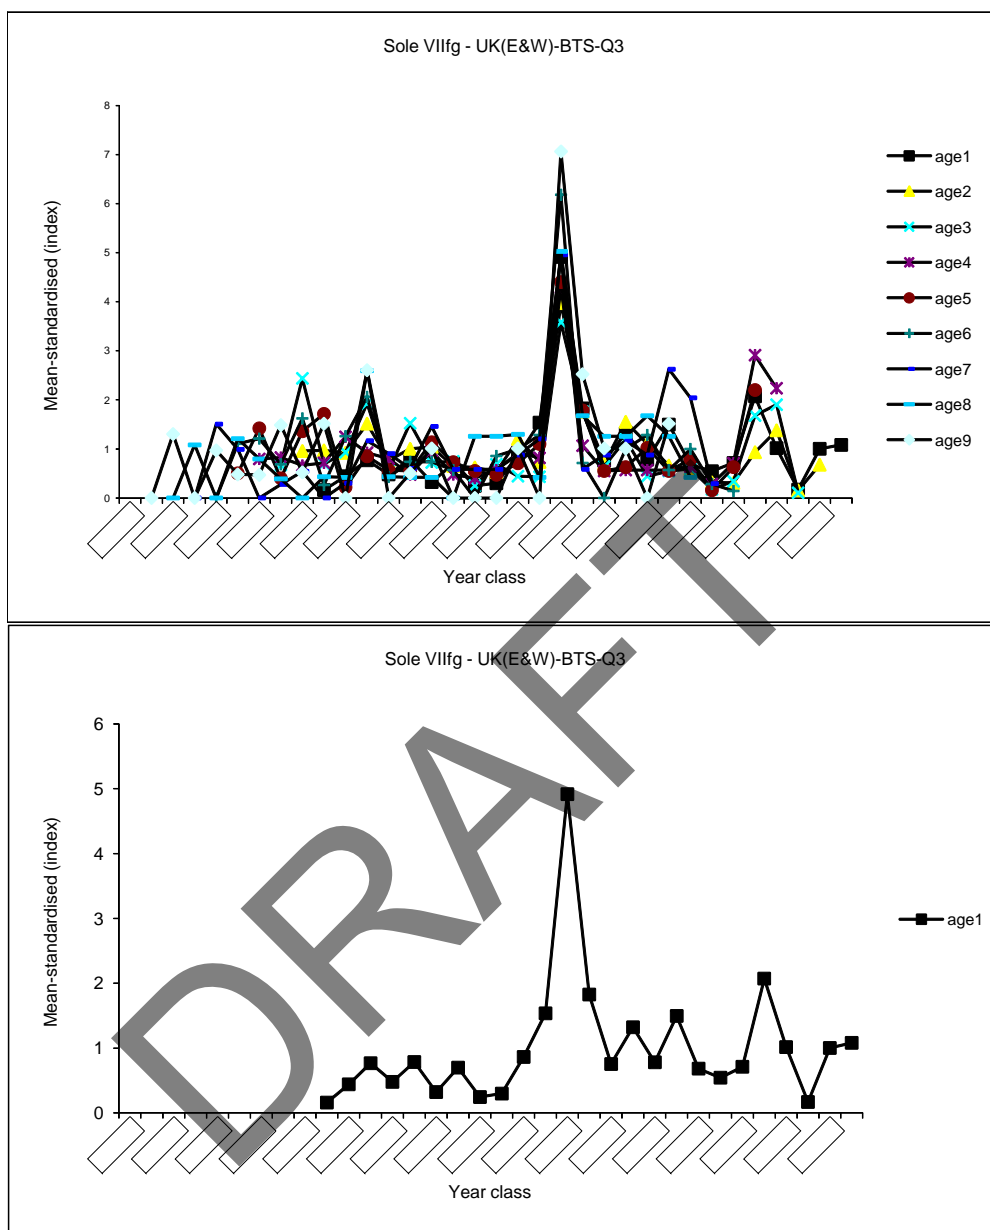 Sole VIIfg - UK(E&W)-BTS-Q3
Mean-standardised (index)
8
7
6
5
4
3
2
1
0
Year class
age1
age2
age3
age4
age5
age6
age7
age8
age9
Sole VIIfg - UK(E&W)-BTS-Q3
Mean-standardised (index)
6
5
4
3
2
1
0
Year class
age1
DRAFT